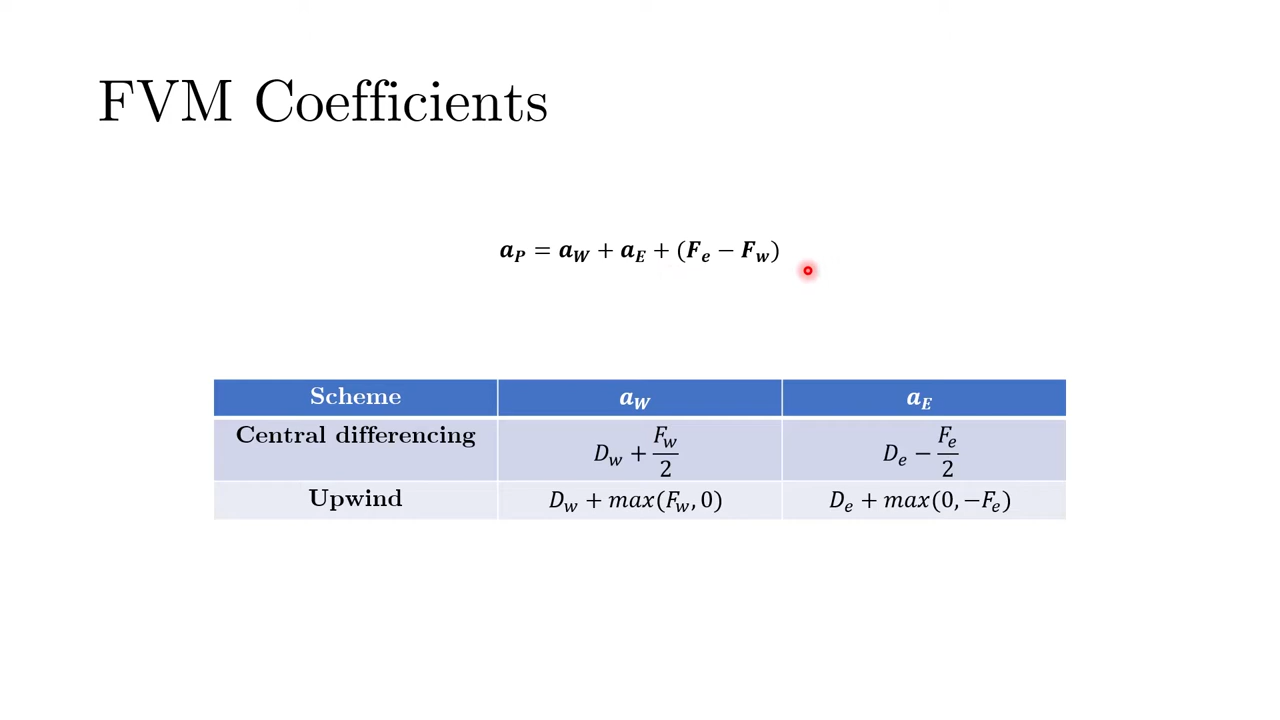 FVM Coefficients
𝒂_P = 𝒂_W + 𝒂_E + (𝑭_e − 𝑭_w)
Scheme 𝒂_W 𝒂_E
Central differencing D_w + F_w/2 D_e − F_e/2
Upwind D_w + max(F_w, 0) D_e + max(0, −F_e)